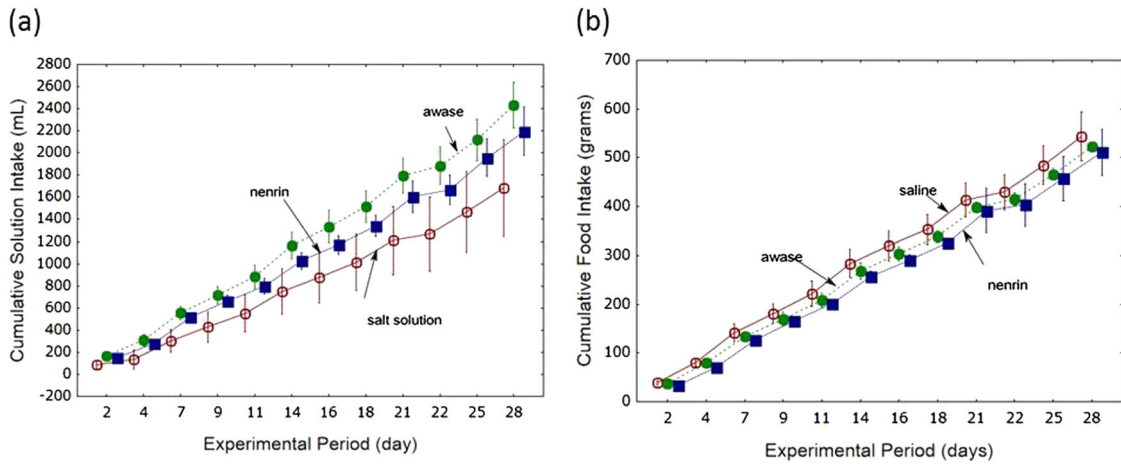 (a)
Cumulative Solution Intake (mL)
2800
2600
2400
2200
2000
1800
1600
1400
1200
1000
800
600
400
200
0
-200
awase
nenrin
salt solution
2 4 7 9 11 14 16 18 21 22 25 28
Experimental Period (day)
(b)
Cumulative Food Intake (grams)
700
600
500
400
300
200
100
0
saline
awase
nenrin
2 4 7 9 11 14 16 18 21 22 25 28
Experimental Period (days)